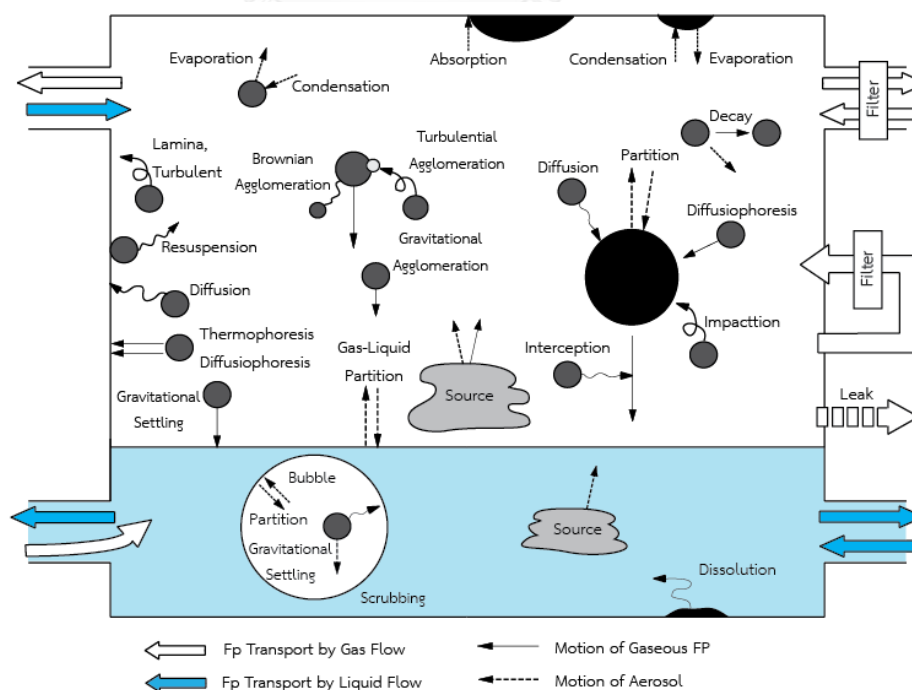 Evaporation
Condensation
Absorption
Condensation
Evaporation
Filter
Lamina,
Turbulent
Brownian
Agglomeration
Turbulential
Agglomeration
Decay
Partition
Diffusion
Diffusiophoresis
Resuspension
Gravitational
Agglomeration
Filter
Diffusion
Thermophoresis
Diffusiophoresis
Impacttion
Gas-Liquid
Partition
Interception
Gravitational
Settling
Source
Leak
Bubble
Partition
Gravitational
Settling
Scrubbing
Source
Dissolution
Fp Transport by Gas Flow
Motion of Gaseous FP
Fp Transport by Liquid Flow
Motion of Aerosol